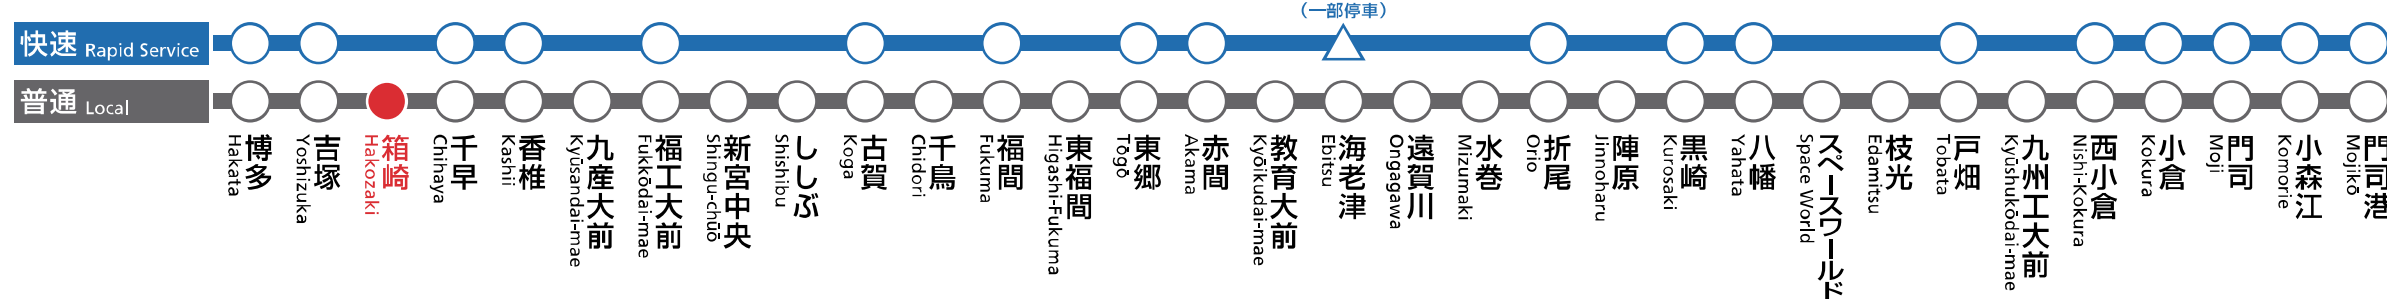 （一部停車）
快速 Rapid Service
普通 Local
博多
Hakata
吉塚
Yoshizuka
箱崎
Hakozaki
千早
Chihaya
香椎
Kashii
九産大前
Kyūsandai-mae
福工大前
Fukkōdai-mae
新宮中央
Shingu-chūō
ししぶ
Shishibu
古賀
Koga
千鳥
Chidori
福間
Fukuma
東福間
Higashi-Fukuma
東郷
Tōgō
赤間
Akama
教育大前
Kyōikudai-mae
海老津
Ebitsu
遠賀川
Ongagawa
水巻
Mizumaki
折尾
Orio
陣原
Jinnoharu
黒崎
Kurosaki
八幡
Yahata
スペースワールド
Space World
枝光
Edamitsu
戸畑
Tobata
九州工大前
Kyūshukōdai-mae
西小倉
Nishi-Kokura
小倉
Kokura
門司
Moji
小森江
Komorie
門司港
Mojikō